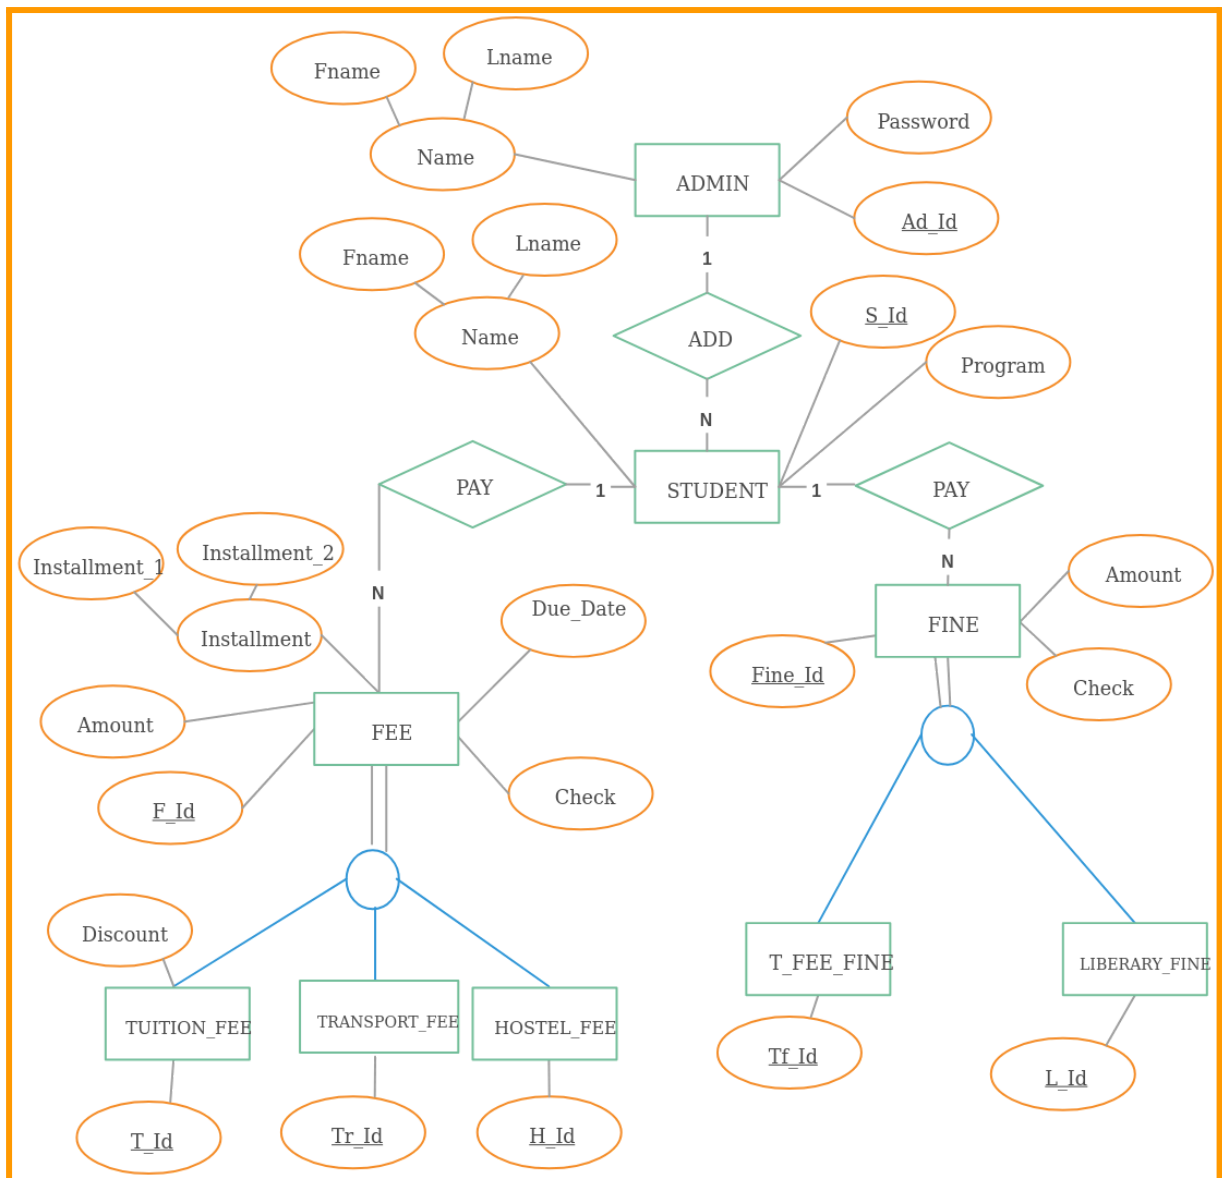 Lname
Fname
Password
Name
ADMIN
Ad_Id
Lname
Fname
1
S_Id
Name
ADD
Program
N
PAY
1
STUDENT
1
PAY
Installment_2
Installment_1
N
N
Amount
Due_Date
FINE
Installment
Fine_Id
Check
Amount
FEE
Check
F_Id
Discount
T_FEE_FINE
LIBERARY_FINE
TUITION_FEE
TRANSPORT_FEE
HOSTEL_FEE
Tf_Id
L_Id
T_Id
Tr_Id
H_Id